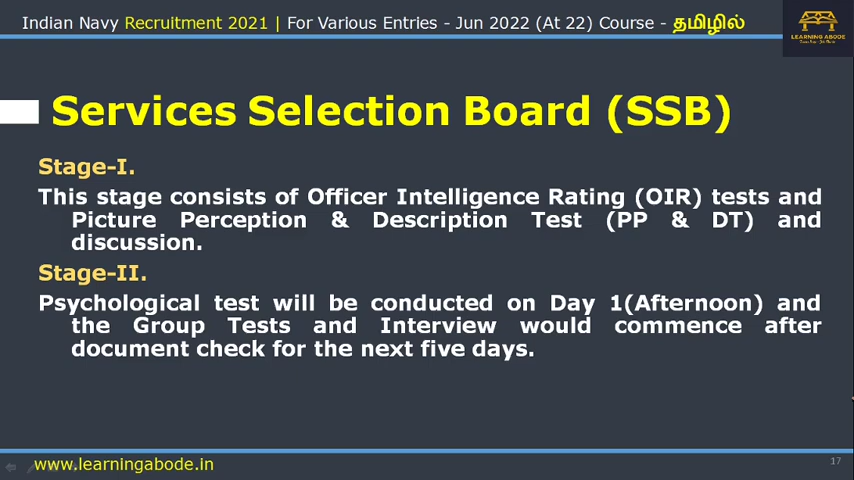 Indian Navy Recruitment 2021 | For Various Entries - Jun 2022 (At 22) Course - தமிழில்
LEARNING ABODE
Services Selection Board (SSB)
Stage-I.
This stage consists of Officer Intelligence Rating (OIR) tests and
Picture Perception & Description Test (PP & DT) and
discussion.
Stage-II.
Psychological test will be conducted on Day 1(Afternoon) and
the Group Tests and Interview would commence after
document check for the next five days.
www.learningabode.in
17